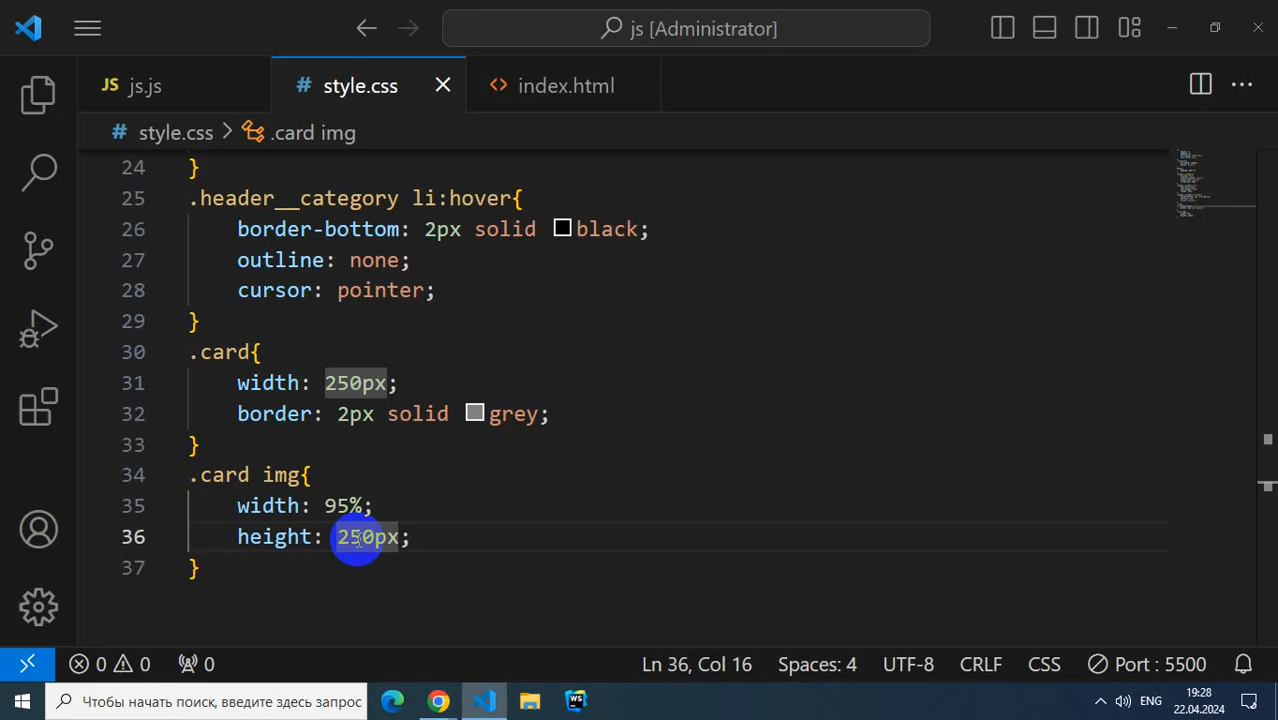 js [Administrator]
JS js.js
# style.css
<> index.html
# style.css > .card img
24 }
25 .header__category li:hover{
26 border-bottom: 2px solid black;
27 outline: none;
28 cursor: pointer;
29 }
30 .card{
31 width: 250px;
32 border: 2px solid grey;
33 }
34 .card img{
35 width: 95%;
36 height: 250px;
37 }
0 0 0 Ln 36, Col 16 Spaces: 4 UTF-8 CRLF CSS Port : 5500
Чтобы начать поиск, введите здесь запрос
WS
ENG
19:28
22.04.2024